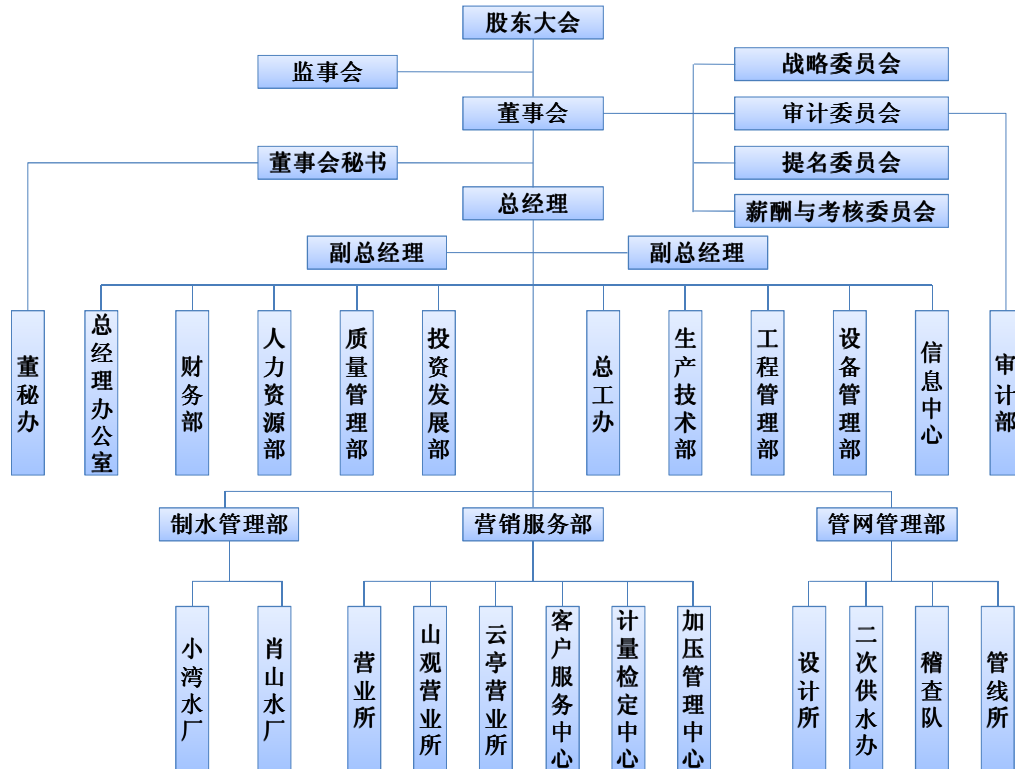 股东大会
监事会
战略委员会
董事会
审计委员会
董事会秘书
提名委员会
总经理
薪酬与考核委员会
副总经理
副总经理
董秘办
总经理办公室
财务部
人力资源部
质量管理部
投资发展部
总工办
生产技术部
工程管理部
设备管理部
信息中心
审计部
制水管理部
营销服务部
管网管理部
小湾水厂
肖山水厂
营业所
山观营业所
云亭营业所
客户服务中心
计量检定中心
加压管理中心
设计所
二次供水办
稽查队
管线所